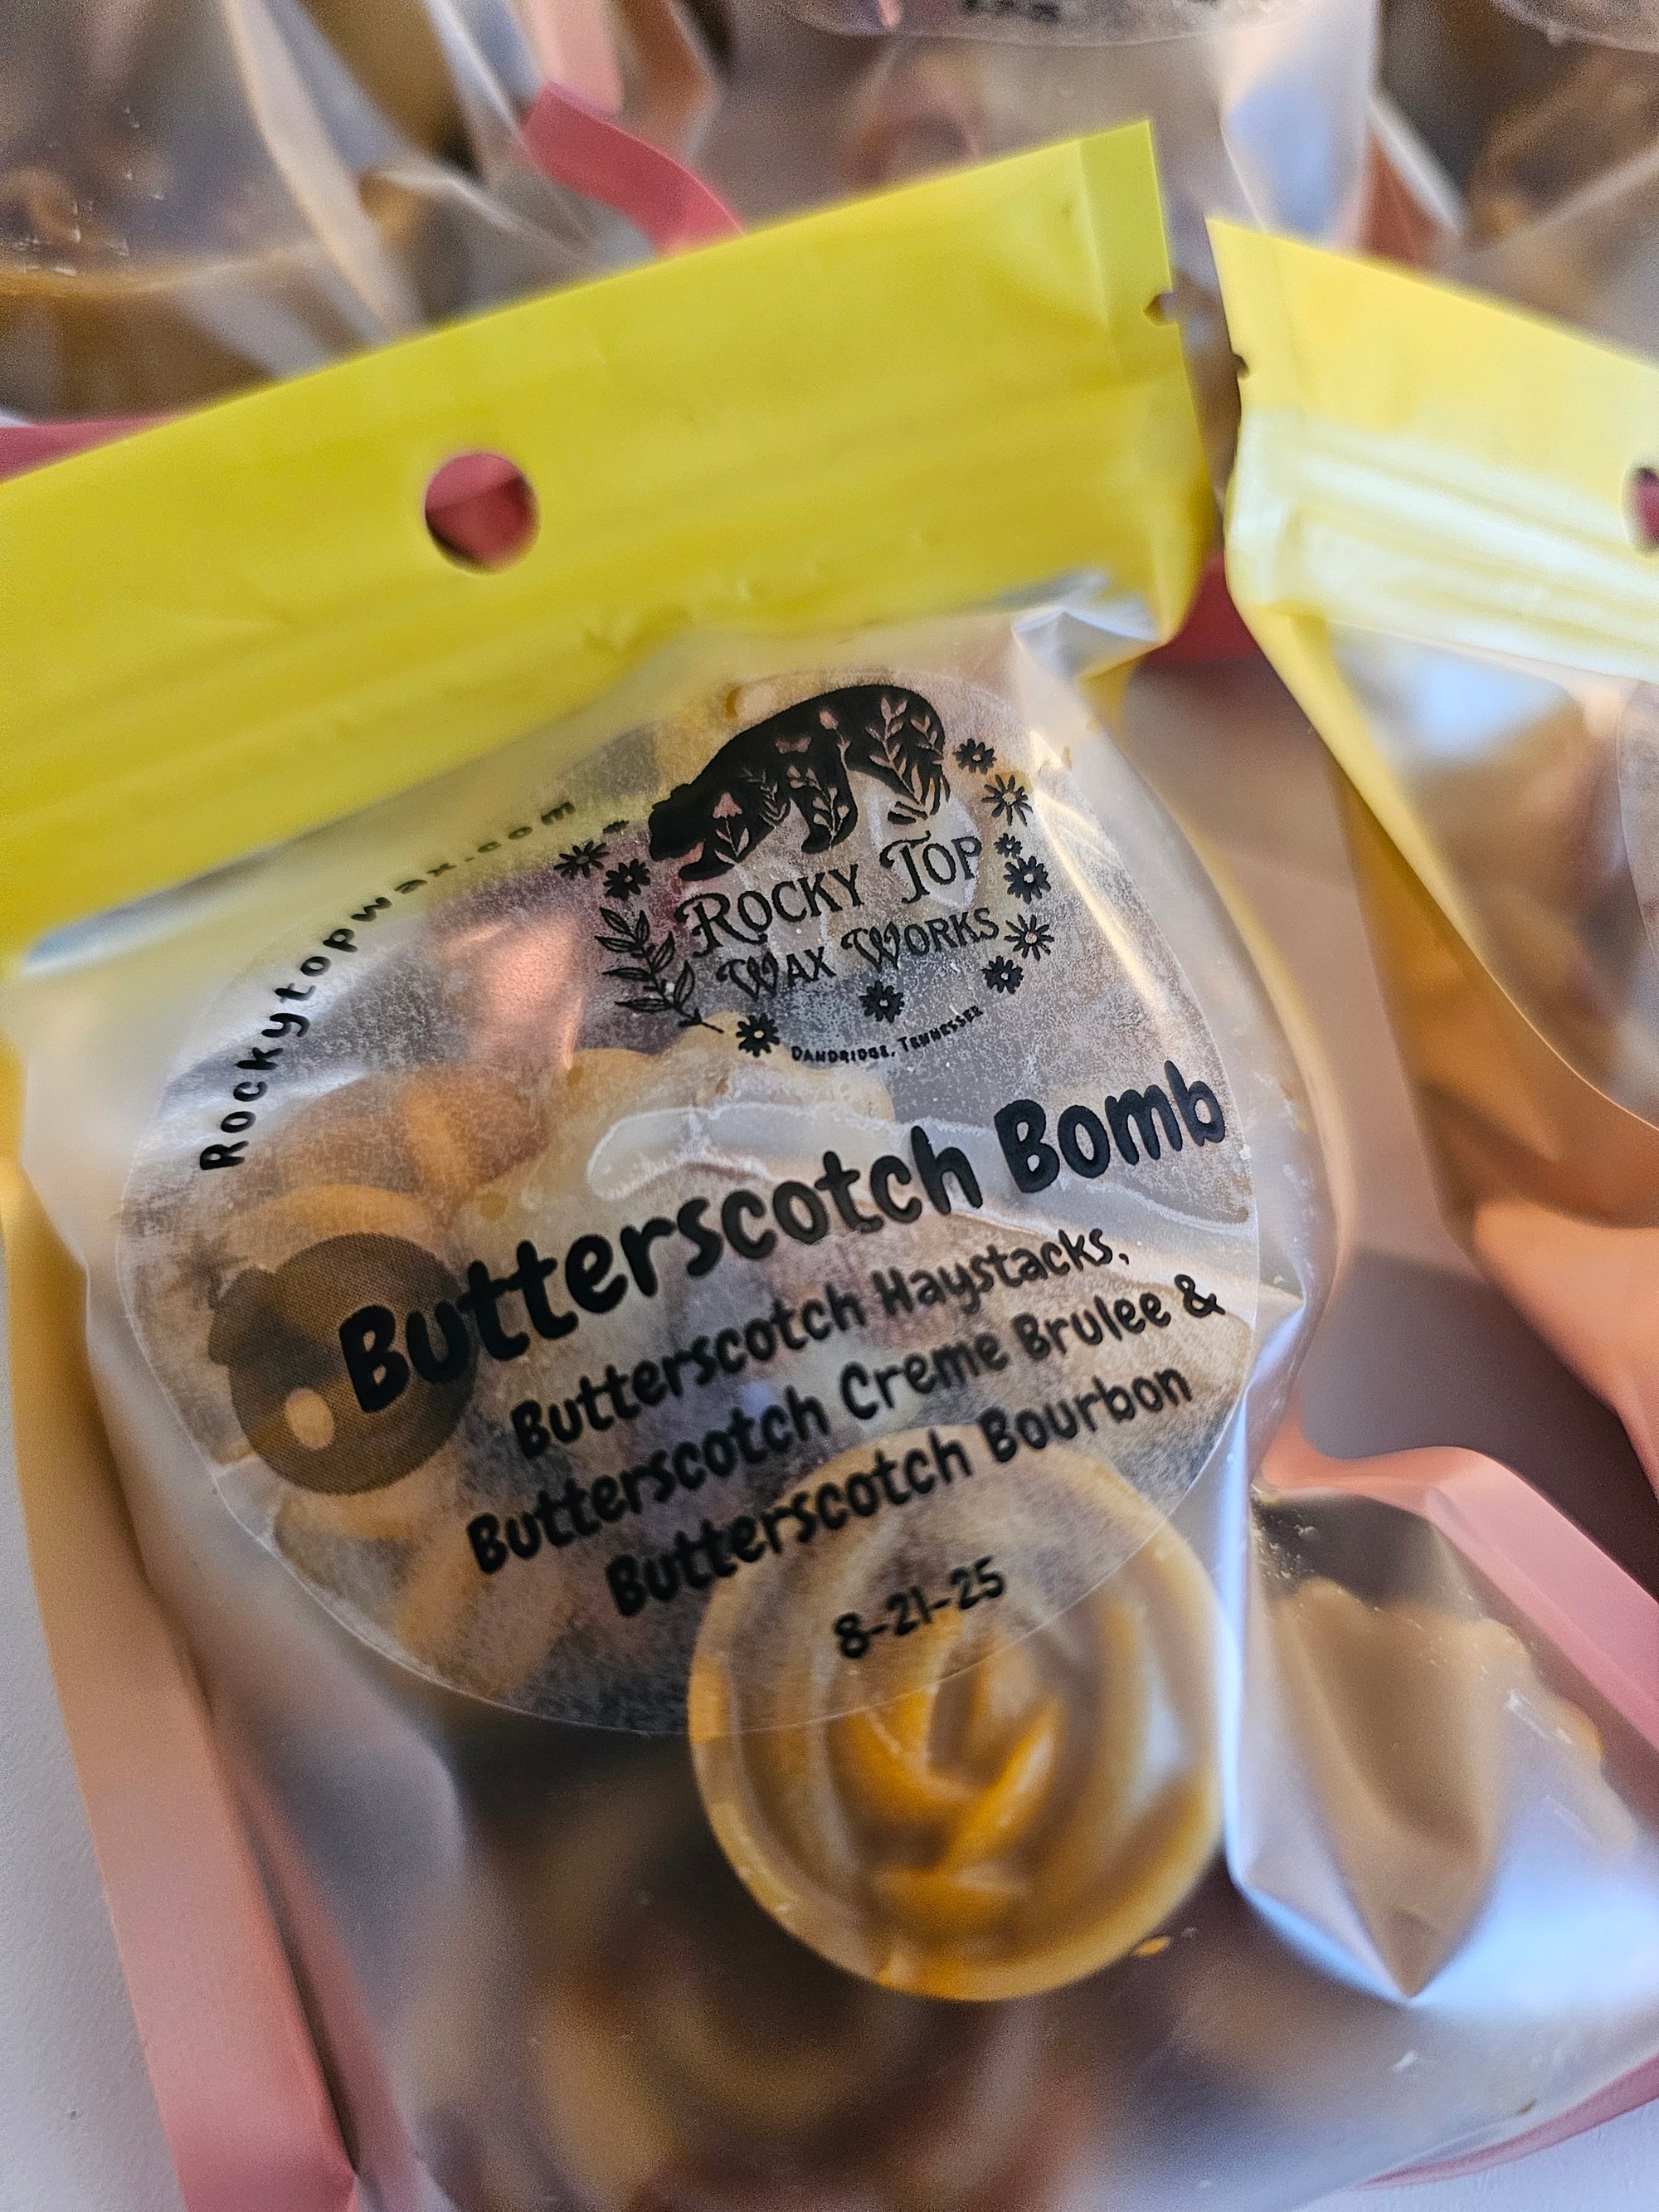 Rockytopwax.com
ROCKY TOP
WAX WORKS
DANDRIDGE, TENNESSEE
Butterscotch Bomb
Butterscotch Haystacks,
Butterscotch Creme Brulee &
Butterscotch Bourbon
8-21-25